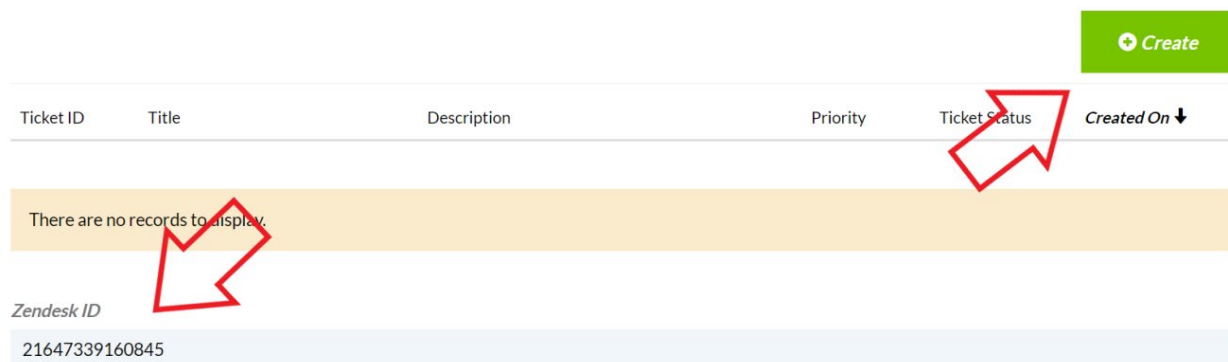 Create
Ticket ID Title Description Priority Ticket Status Created On
There are no records to display.
Zendesk ID
21647339160845